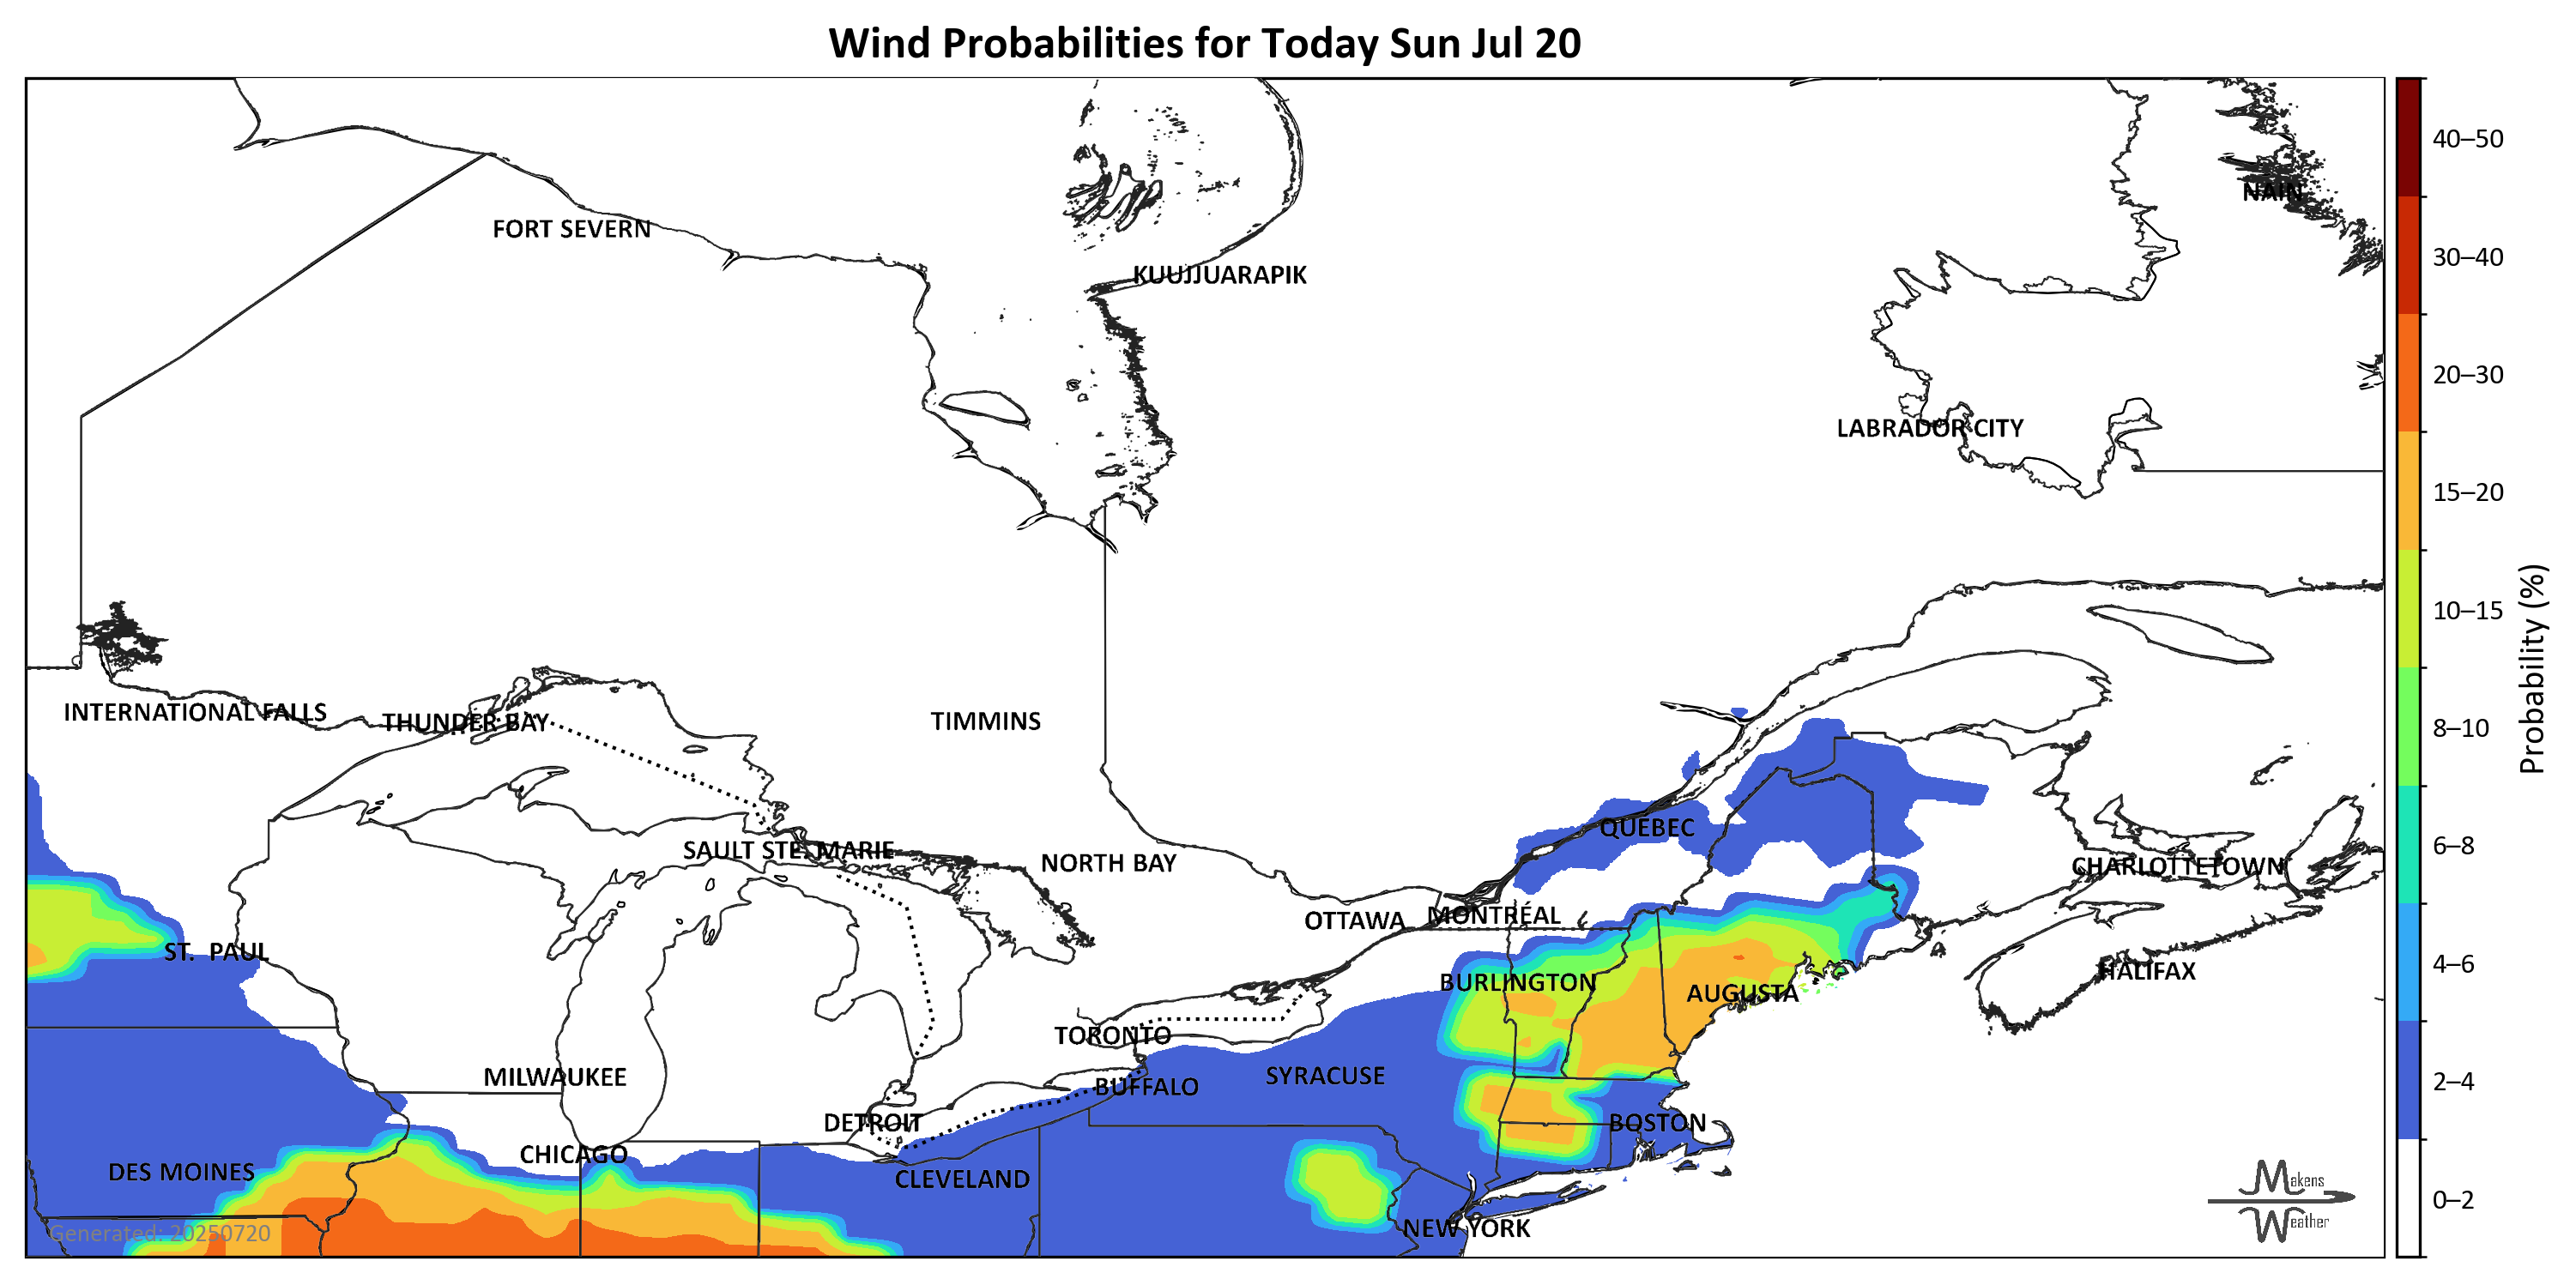 Wind Probabilities for Today Sun Jul 20
NAIN
FORT SEVERN
KUUJJUARAPIK
LABRADOR CITY
INTERNATIONAL FALLS
THUNDER BAY
TIMMINS
QUEBEC
SAULT STE. MARIE
NORTH BAY
CHARLOTTETOWN
OTTAWA
MONTRÉAL
ST. PAUL
HALIFAX
BURLINGTON
AUGUSTA
TORONTO
MILWAUKEE
SYRACUSE
BUFFALO
DETROIT
BOSTON
CHICAGO
DES MOINES
CLEVELAND
NEW YORK
Generated: 20250720
Makens
Weather
40–50
30–40
20–30
15–20
10–15
8–10
6–8
4–6
2–4
0–2
Probability (%)